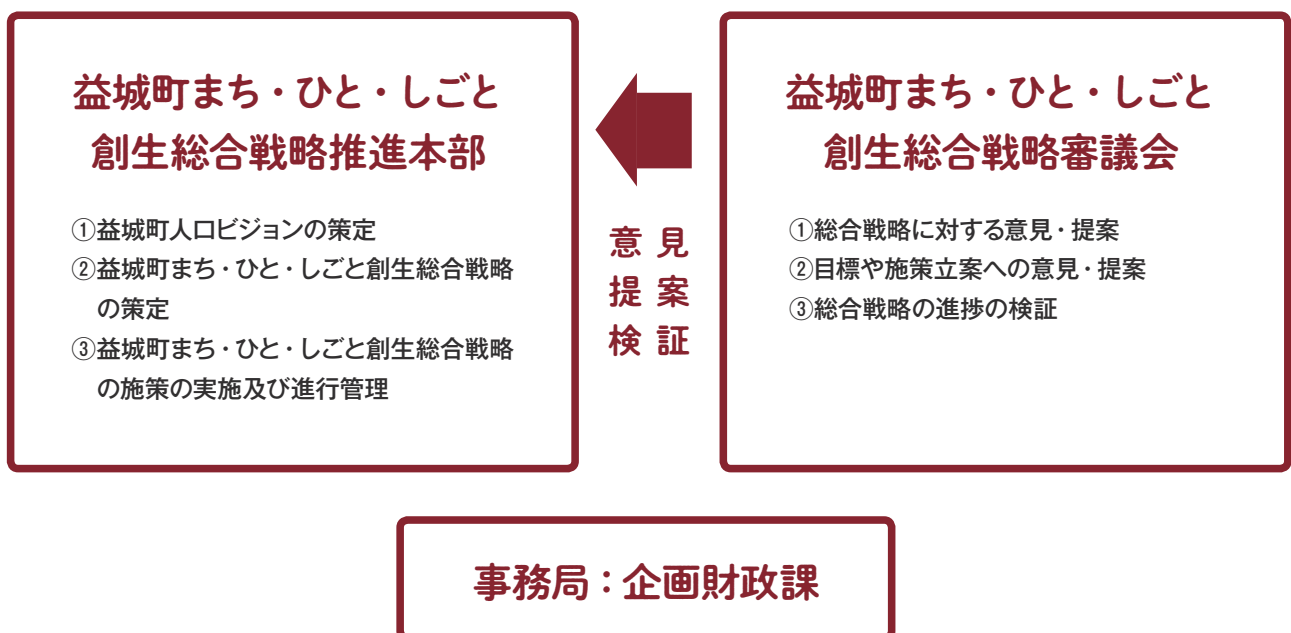 益城町まち・ひと・しごと
創生総合戦略推進本部
①益城町人口ビジョンの策定
②益城町まち・ひと・しごと創生総合戦略
の策定
③益城町まち・ひと・しごと創生総合戦略
の施策の実施及び進行管理
意見
提案
検証
益城町まち・ひと・しごと
創生総合戦略審議会
①総合戦略に対する意見・提案
②目標や施策立案への意見・提案
③総合戦略の進捗の検証
事務局：企画財政課